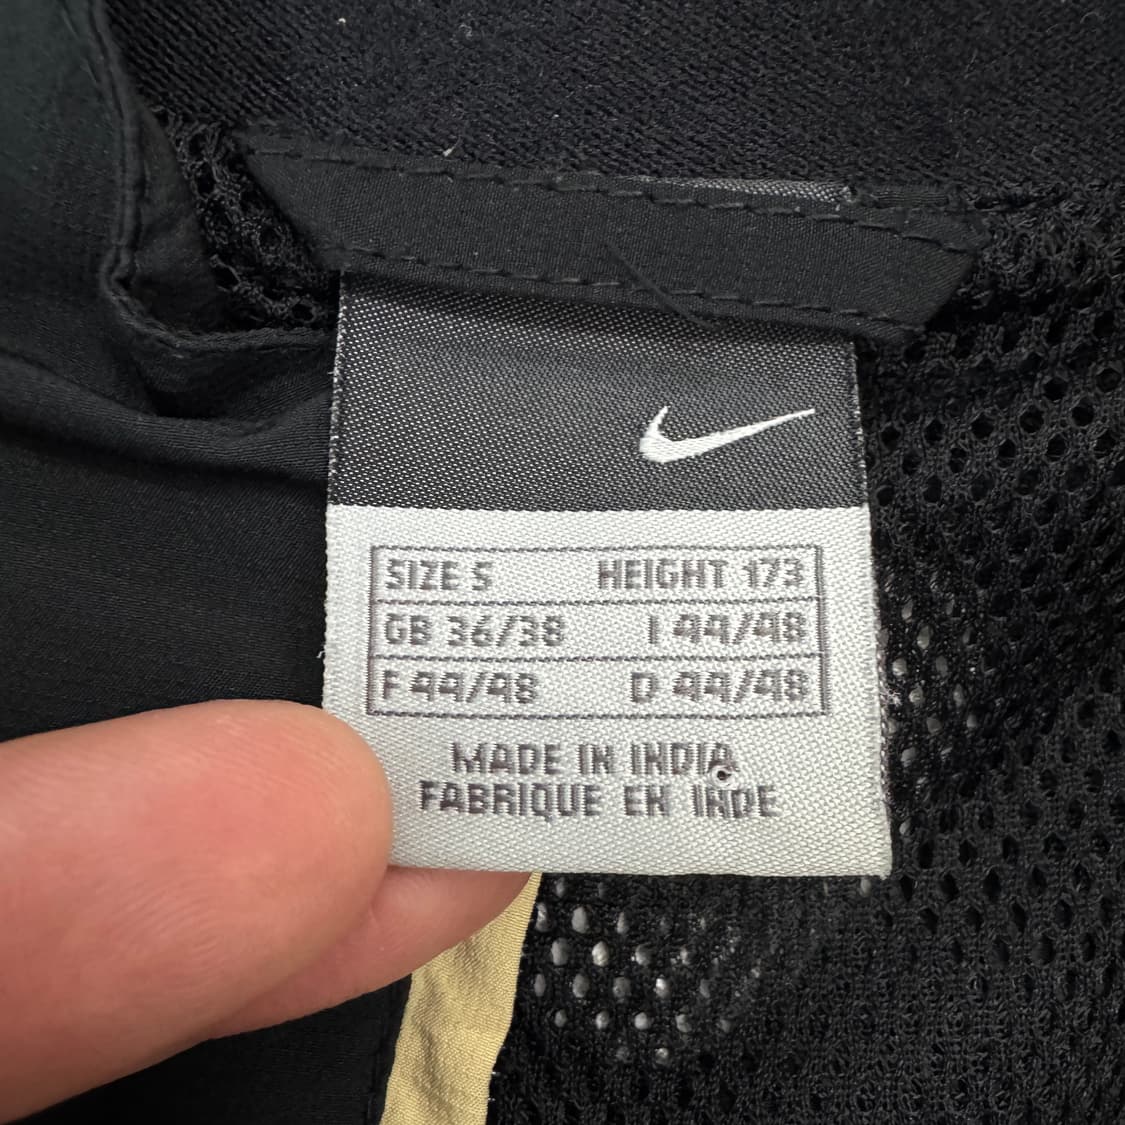 SIZE S HEIGHT 173
GB 36/38 I 44/48
F 44/48 D 44/48
MADE IN INDIA
FABRIQUE EN INDE